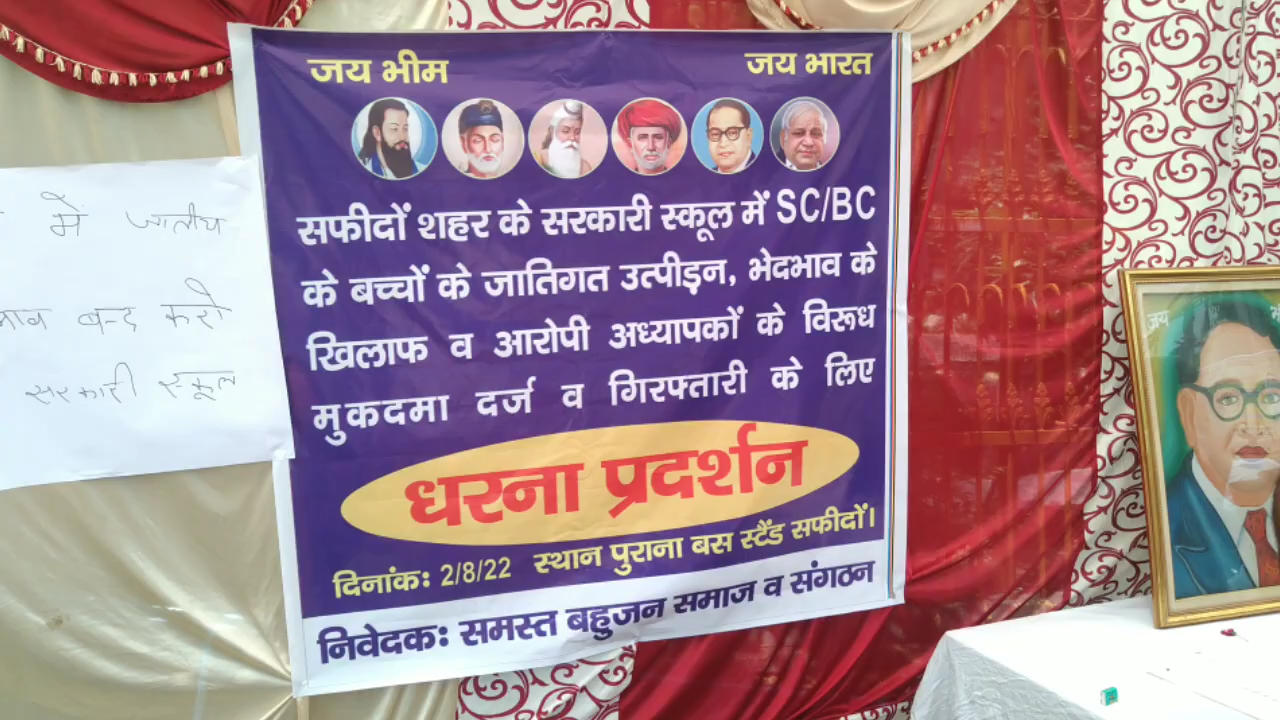 जय भीम जय भारत
सफीदों शहर के सरकारी स्कूल में SC/BC
के बच्चों के जातिगत उत्पीड़न, भेदभाव के
खिलाफ व आरोपी अध्यापकों के विरूध
मुकदमा दर्ज व गिरफ्तारी के लिए
धरना प्रदर्शन
दिनांकः 2/8/22 स्थान पुराना बस स्टैंड सफीदों।
निवेदकः समस्त बहुजन समाज व संगठन
में जातीय
बन्द करो
सरकारी स्कूल
जय